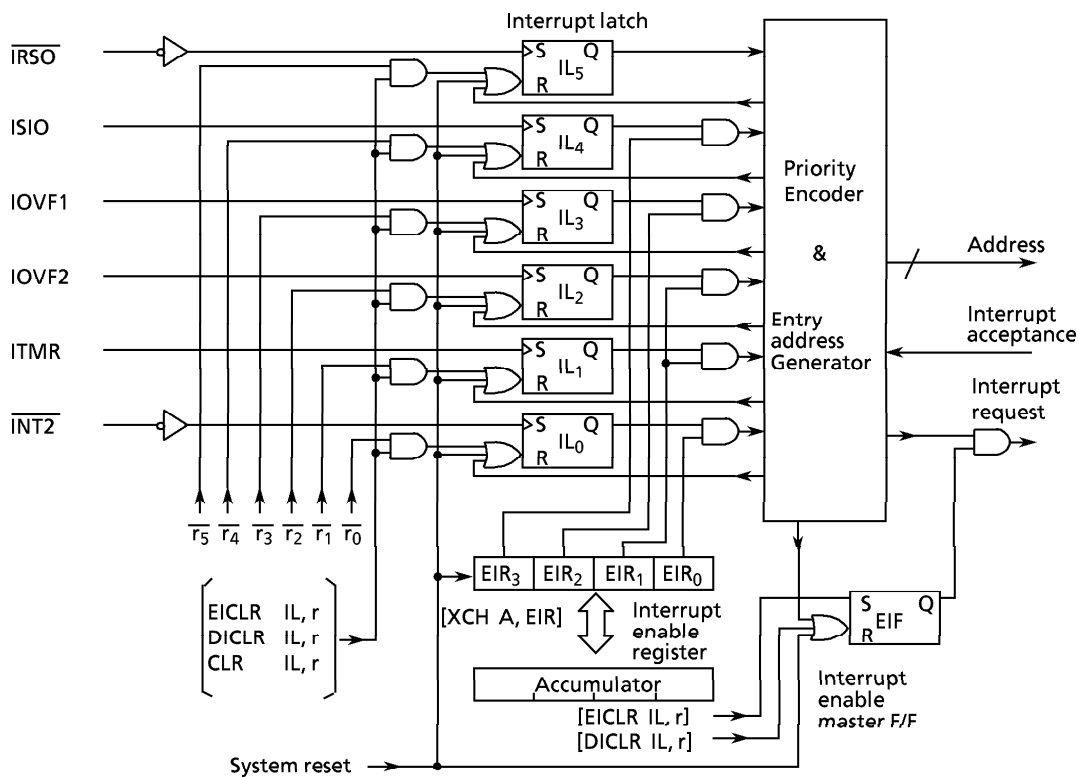 Interrupt latch
IRSO
S Q
IL5
R
ISIO
S Q
IL4
R
IOVF1
S Q
IL3
R
IOVF2
S Q
IL2
R
ITMR
S Q
IL1
R
INT2
S Q
IL0
R
Priority
Encoder
&
Entry
address
Generator
Address
Interrupt
acceptance
Interrupt
request
r5 r4 r3 r2 r1 r0
EIR3 EIR2 EIR1 EIR0
[XCH A, EIR]
Interrupt
enable
register
EICLR IL, r
DICLR IL, r
CLR IL, r
S Q
EIF
R
Accumulator
Interrupt
enable
master F/F
[EICLR IL, r]
[DICLR IL, r]
System reset